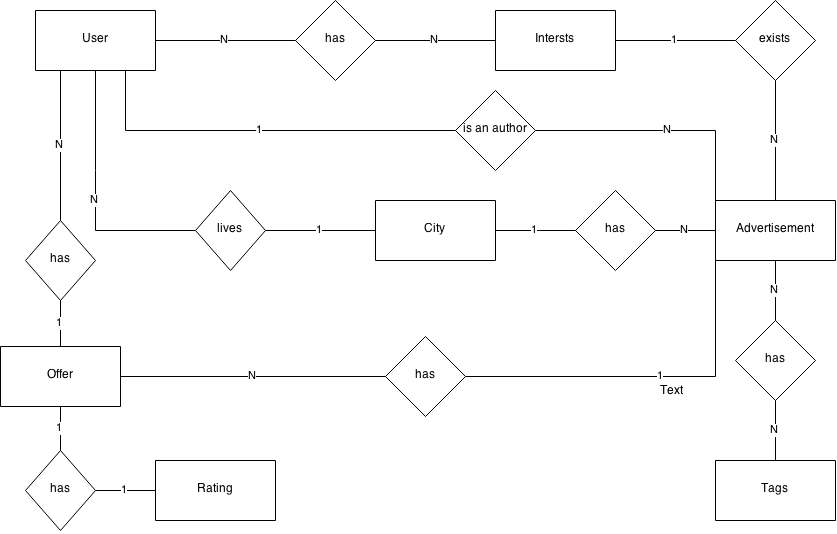 User
N
has
N
Intersts
1
exists
1
is an author
N
N
N
N
lives
1
City
1
has
N
Advertisement
has
1
N
has
N
Offer
N
has
1
Text
1
has
1
Rating
N
Tags